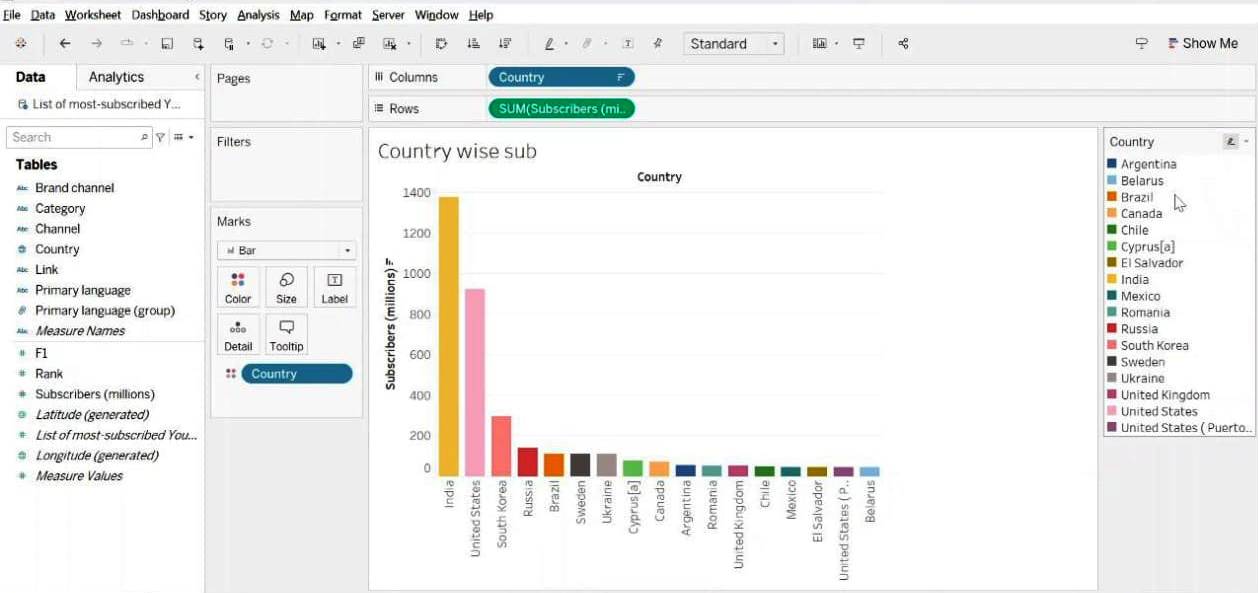 File Data Worksheet Dashboard Story Analysis Map Format Server Window Help
Standard
Show Me
Data Analytics
List of most-subscribed Y...
Search
Tables
Abc Brand channel
Abc Category
Abc Channel
Country
Abc Link
Abc Primary language
Primary language (group)
Abc Measure Names
# F1
# Rank
# Subscribers (millions)
Latitude (generated)
# List of most-subscribed You...
Longitude (generated)
# Measure Values
Pages
Filters
Marks
Bar
Color Size Label
Detail Tooltip
Country
Columns Country
Rows SUM(Subscribers (mi..
Country wise sub
Country
Subscribers (millions)
1400
1200
1000
800
600
400
200
0
India
United States
South Korea
Russia
Brazil
Sweden
Ukraine
Cyprus[a]
Canada
Argentina
Romania
United Kingdom
Chile
Mexico
El Salvador
United States ( P..
Belarus
Country
Argentina
Belarus
Brazil
Canada
Chile
Cyprus[a]
El Salvador
India
Mexico
Romania
Russia
South Korea
Sweden
Ukraine
United Kingdom
United States
United States ( Puerto..